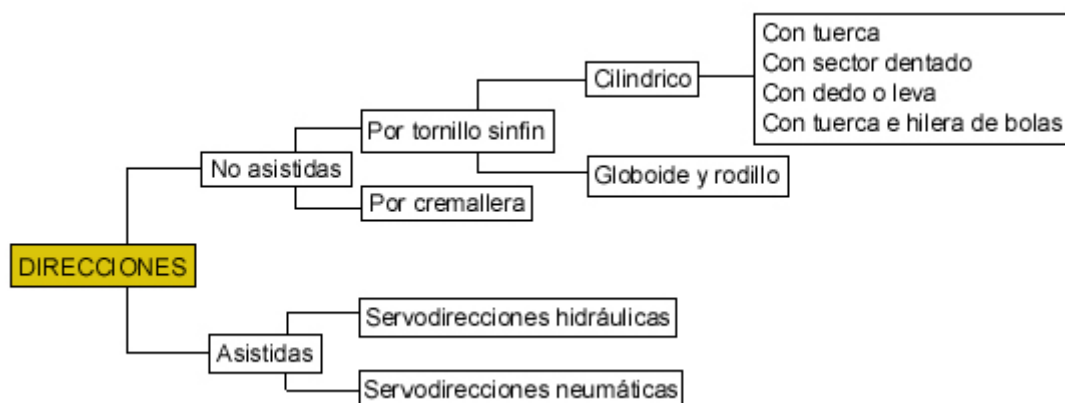 Con tuerca
Con sector dentado
Con dedo o leva
Con tuerca e hilera de bolas
Cilindrico
Por tornillo sinfin
Globoide y rodillo
No asistidas
Por cremallera
DIRECCIONES
Servodirecciones hidráulicas
Asistidas
Servodirecciones neumáticas